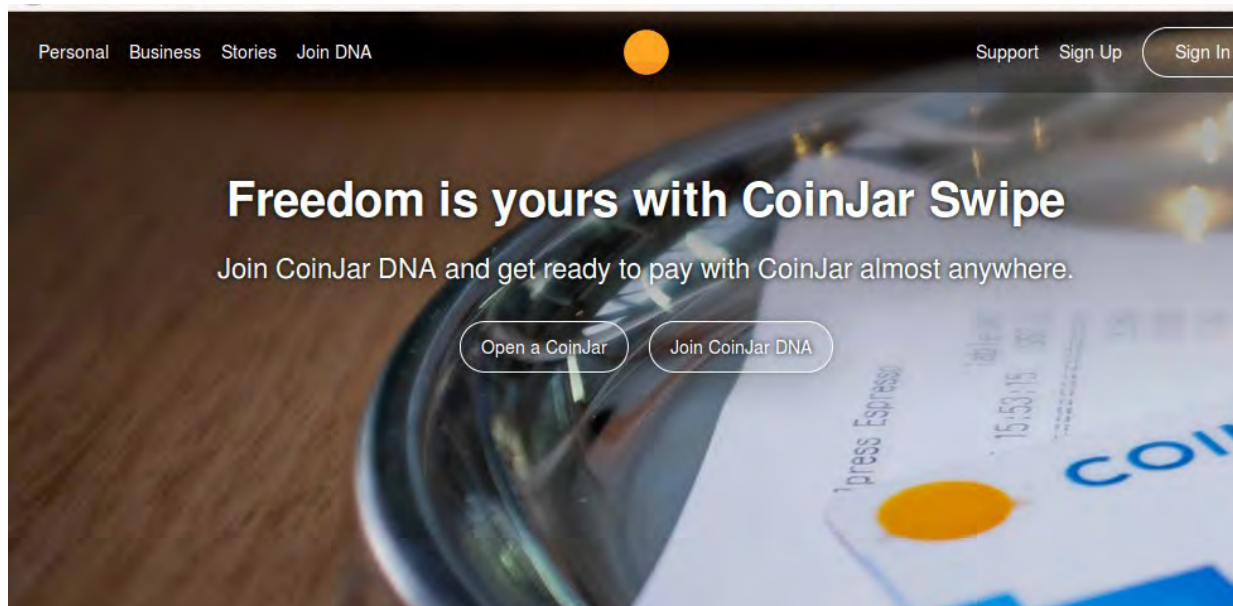 Personal Business Stories Join DNA
Support Sign Up Sign In
Freedom is yours with CoinJar Swipe
Join CoinJar DNA and get ready to pay with CoinJar almost anywhere.
Open a CoinJar Join CoinJar DNA
press Espresso
15:53:15
COIN